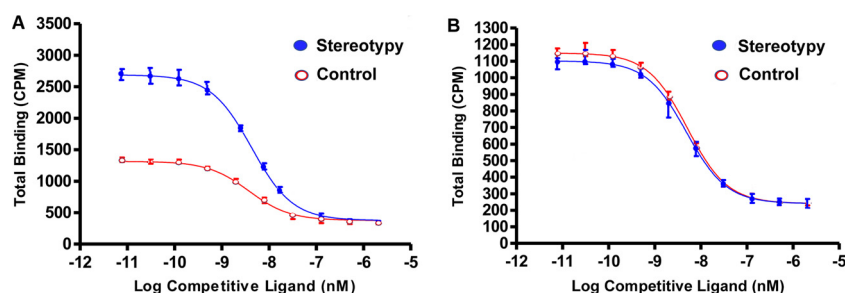 A
3500
3000
2500
2000
1500
1000
500
0
Total Binding (CPM)
Stereotypy
Control
-12 -11 -10 -9 -8 -7 -6 -5
Log Competitive Ligand (nM)
B
1300
1200
1100
1000
900
800
700
600
500
400
300
200
100
0
Total Binding (CPM)
Stereotypy
Control
-12 -11 -10 -9 -8 -7 -6 -5
Log Competitive Ligand (nM)